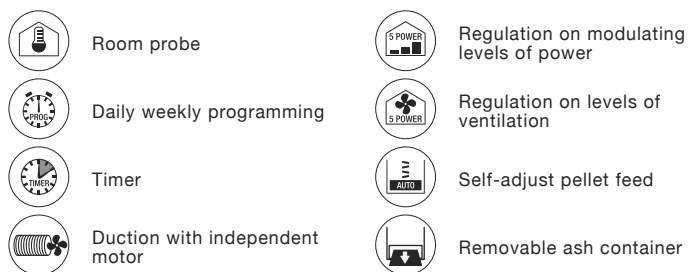 Room probe
5 POWER
Regulation on modulating
levels of power
PROG.
Daily weekly programming
5 POWER
Regulation on levels of
ventilation
TIMER
Timer
AUTO
Self-adjust pellet feed
Duction with independent
motor
Removable ash container